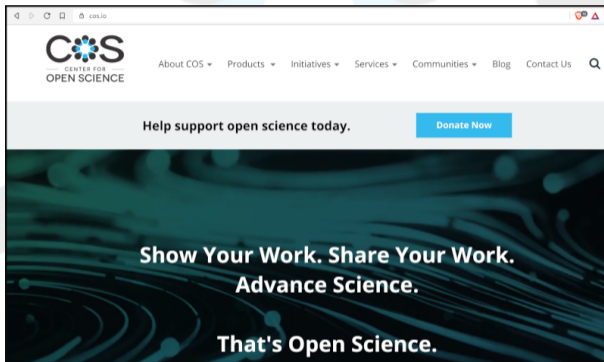 cos.io
COS
CENTER FOR
OPEN SCIENCE
About COS
Products
Initiatives
Services
Communities
Blog
Contact Us
Help support open science today.
Donate Now
Show Your Work. Share Your Work.
Advance Science.
That's Open Science.